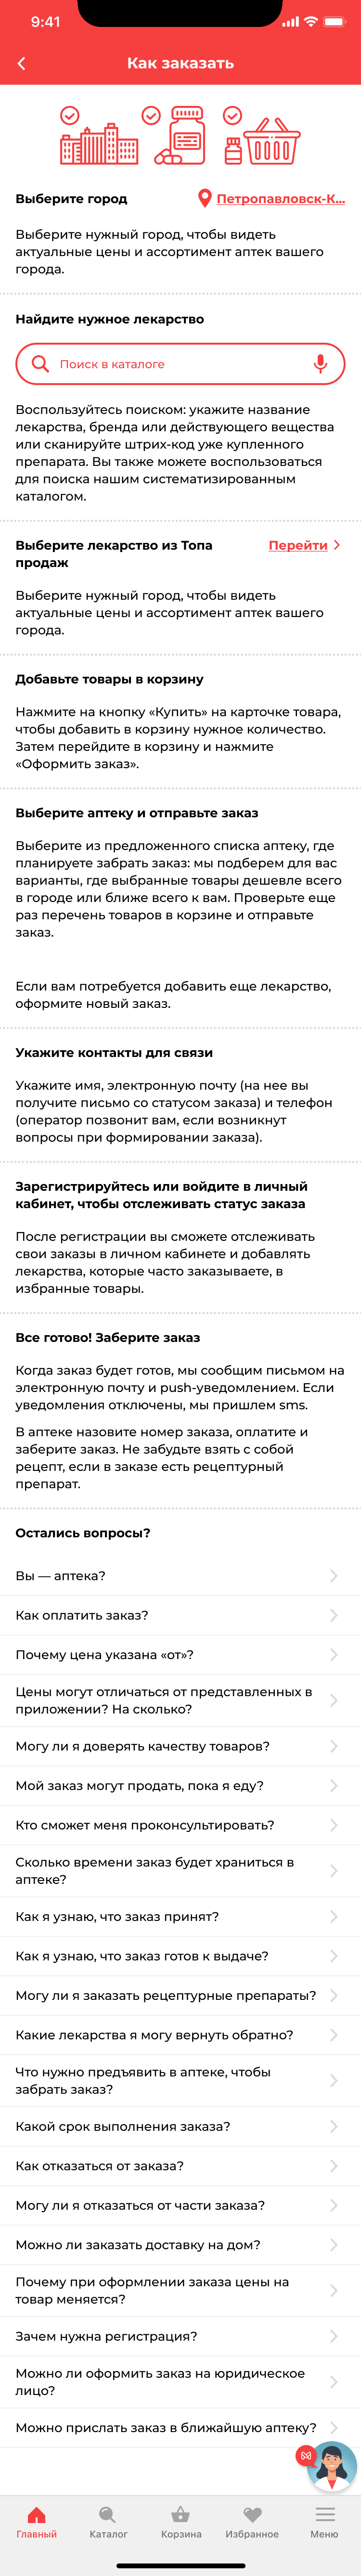 9:41
Как заказать
Выберите город
Петропавловск-К...
Выберите нужный город, чтобы видеть
актуальные цены и ассортимент аптек вашего
города.
Найдите нужное лекарство
Поиск в каталоге
Воспользуйтесь поиском: укажите название
лекарства, бренда или действующего вещества
или сканируйте штрих-код уже купленного
препарата. Вы также можете воспользоваться
для поиска нашим систематизированным
каталогом.
Выберите лекарство из Топа
продаж
Перейти
Выберите нужный город, чтобы видеть
актуальные цены и ассортимент аптек вашего
города.
Добавьте товары в корзину
Нажмите на кнопку «Купить» на карточке товара,
чтобы добавить в корзину нужное количество.
Затем перейдите в корзину и нажмите
«Оформить заказ».
Выберите аптеку и отправьте заказ
Выберите из предложенного списка аптеку, где
планируете забрать заказ: мы подберем для вас
варианты, где выбранные товары дешевле всего
в городе или ближе всего к вам. Проверьте еще
раз перечень товаров в корзине и отправьте
заказ.
Если вам потребуется добавить еще лекарство,
оформите новый заказ.
Укажите контакты для связи
Укажите имя, электронную почту (на нее вы
получите письмо со статусом заказа) и телефон
(оператор позвонит вам, если возникнут
вопросы при формировании заказа).
Зарегистрируйтесь или войдите в личный
кабинет, чтобы отслеживать статус заказа
После регистрации вы сможете отслеживать
свои заказы в личном кабинете и добавлять
лекарства, которые часто заказываете, в
избранные товары.
Все готово! Заберите заказ
Когда заказ будет готов, мы сообщим письмом на
электронную почту и push-уведомлением. Если
уведомления отключены, мы пришлем sms.
В аптеке назовите номер заказа, оплатите и
заберите заказ. Не забудьте взять с собой
рецепт, если в заказе есть рецептурный
препарат.
Остались вопросы?
Вы — аптека?
Как оплатить заказ?
Почему цена указана «от»?
Цены могут отличаться от представленных в
приложении? На сколько?
Могу ли я доверять качеству товаров?
Мой заказ могут продать, пока я еду?
Кто сможет меня проконсультировать?
Сколько времени заказ будет храниться в
аптеке?
Как я узнаю, что заказ принят?
Как я узнаю, что заказ готов к выдаче?
Могу ли я заказать рецептурные препараты?
Какие лекарства я могу вернуть обратно?
Что нужно предъявить в аптеке, чтобы
забрать заказ?
Какой срок выполнения заказа?
Как отказаться от заказа?
Могу ли я отказаться от части заказа?
Можно ли заказать доставку на дом?
Почему при оформлении заказа цены на
товар меняется?
Зачем нужна регистрация?
Можно ли оформить заказ на юридическое
лицо?
Можно прислать заказ в ближайшую аптеку?
Главный
Каталог
Корзина
Избранное
Меню